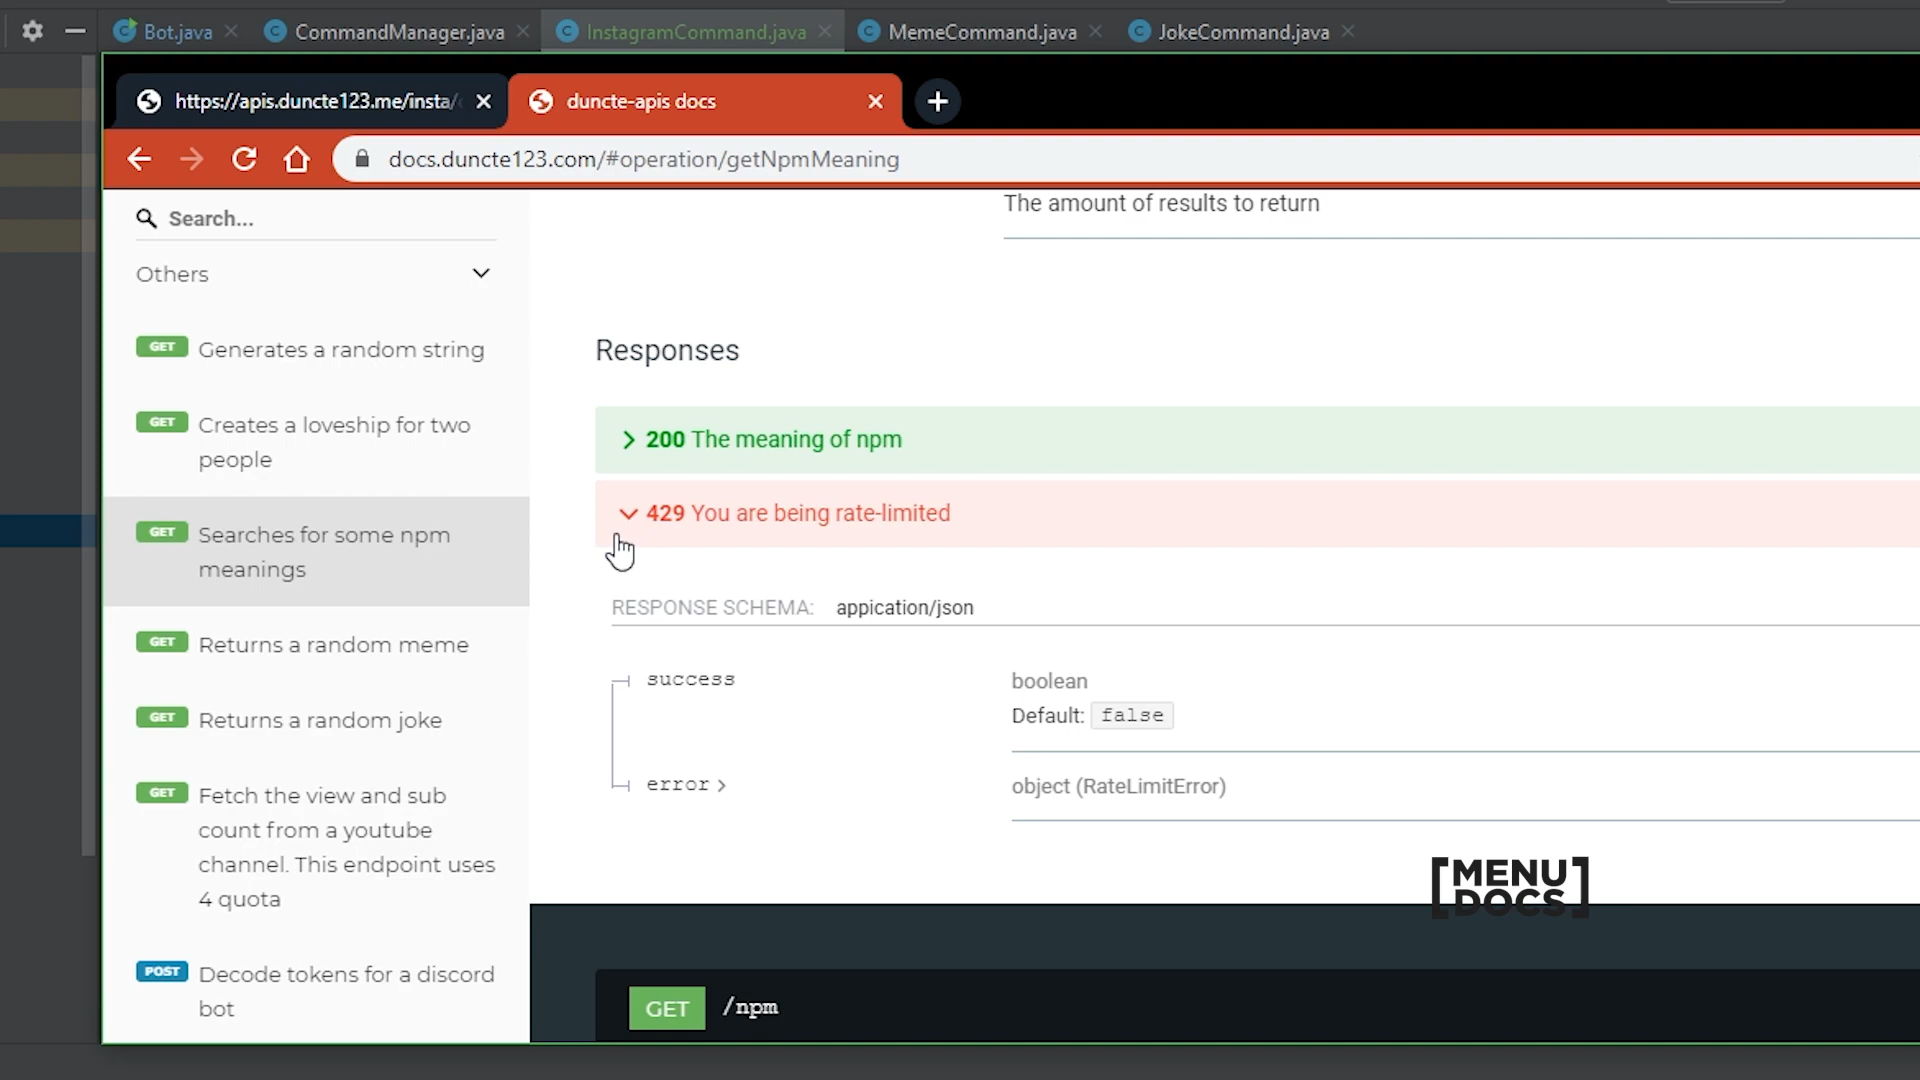 Bot.java
CommandManager.java
InstagramCommand.java
MemeCommand.java
JokeCommand.java
https://apis.duncte123.me/insta/
duncte-apis docs
docs.duncte123.com/#operation/getNpmMeaning
Search...
Others
GET Generates a random string
GET Creates a loveship for two
people
GET Searches for some npm
meanings
GET Returns a random meme
GET Returns a random joke
GET Fetch the view and sub
count from a youtube
channel. This endpoint uses
4 quota
POST Decode tokens for a discord
bot
The amount of results to return
Responses
200 The meaning of npm
429 You are being rate-limited
RESPONSE SCHEMA: appication/json
success
boolean
Default: false
error
object (RateLimitError)
[MENU
DOCS]
GET /npm